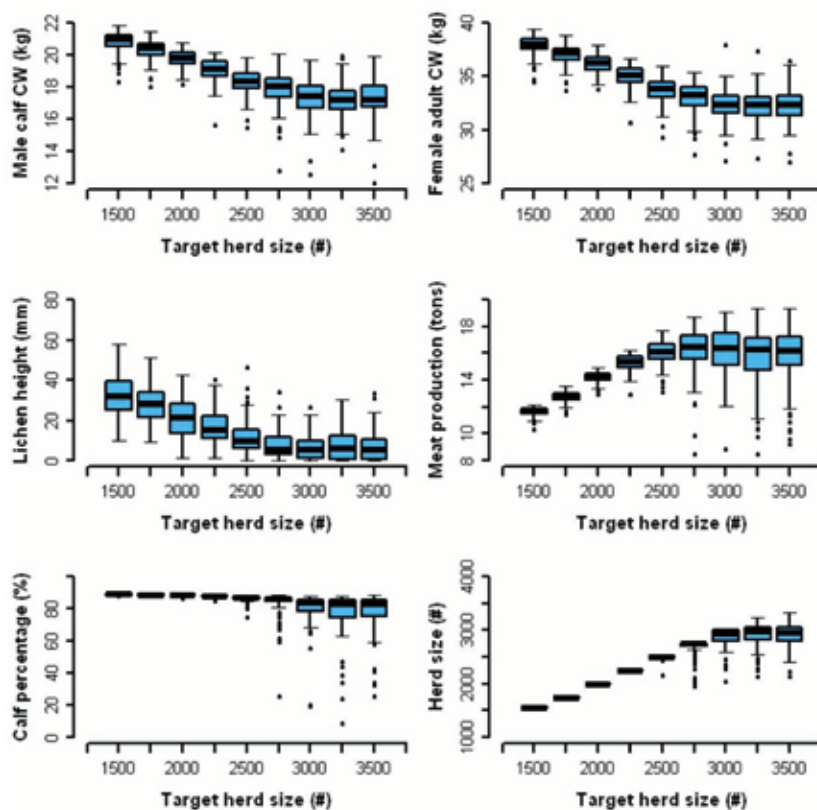 Male calf CW (kg)
12 14 16 18 20 22
1500 2000 2500 3000 3500
Target herd size (#)
Female adult CW (kg)
25 30 35 40
1500 2000 2500 3000 3500
Target herd size (#)
Lichen height (mm)
0 20 40 60 80
1500 2000 2500 3000 3500
Target herd size (#)
Meat production (tons)
8 12 16 18
1500 2000 2500 3000 3500
Target herd size (#)
Calf percentage (%)
0 20 40 60 80
1500 2000 2500 3000 3500
Target herd size (#)
Herd size (#)
1000 2000 3000 4000
1500 2000 2500 3000 3500
Target herd size (#)